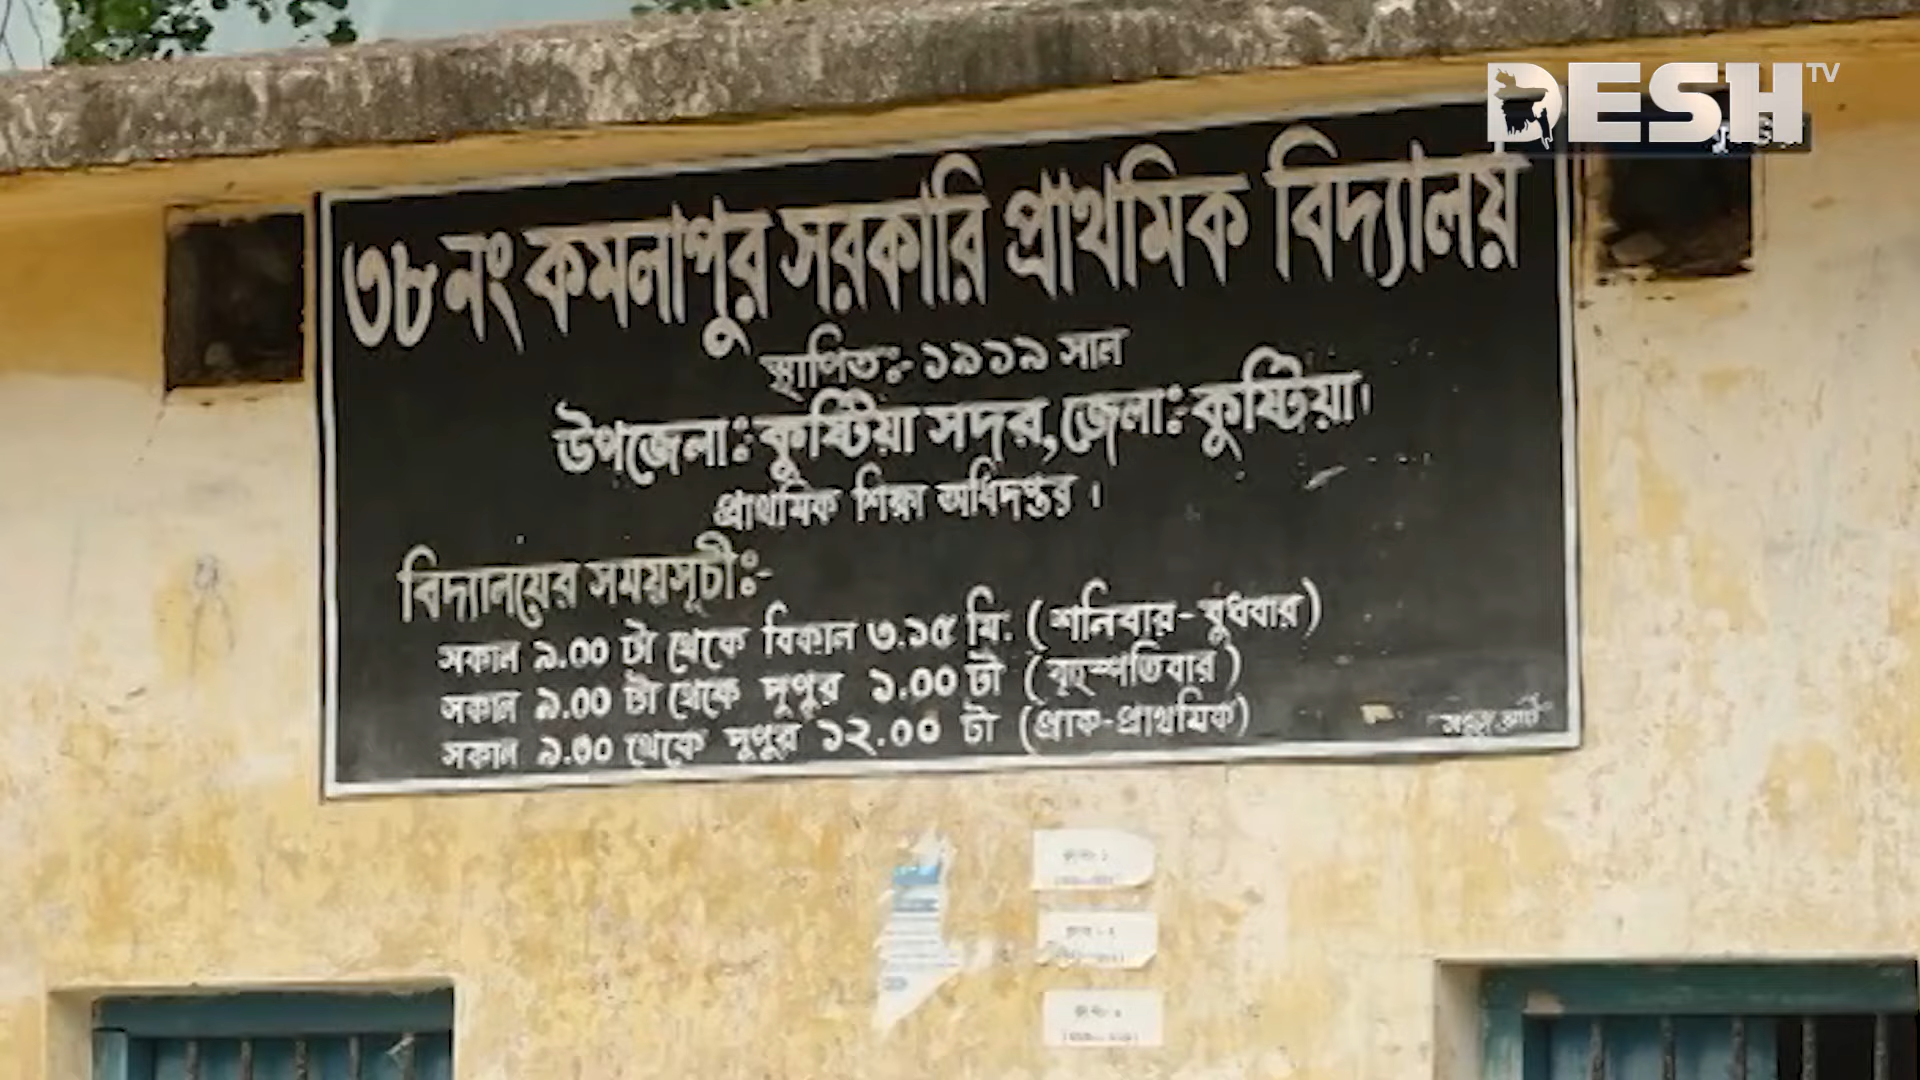 DESH TV
৩৮ নং কমলাপুর সরকারি প্রাথমিক বিদ্যালয়
স্থাপিতঃ- ১৯১৯ সাল
উপজেলাঃ কুষ্টিয়া সদর, জেলাঃ কুষ্টিয়া।
প্রাথমিক শিক্ষা অধিদপ্তর ।
বিদ্যালয়ের সময়সূচীঃ-
সকাল ৯.০০ টা থেকে বিকাল ৩.১৫ মি. (শনিবার-বুধবার)
সকাল ৯.০০ টা থেকে দুপুর ১.০০ টা (বৃহস্পতিবার)
সকাল ৯.৩০ থেকে দুপুর ১২.০০ টা (প্রাক-প্রাথমিক)